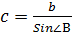 c = b / Sin∠B